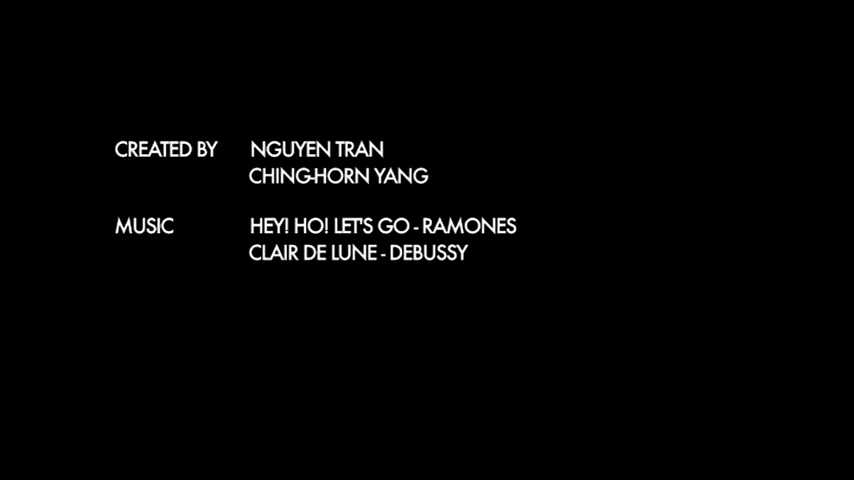 CREATED BY NGUYEN TRAN
CHING-HORN YANG
MUSIC HEY! HO! LET'S GO - RAMONES
CLAIR DE LUNE - DEBUSSY